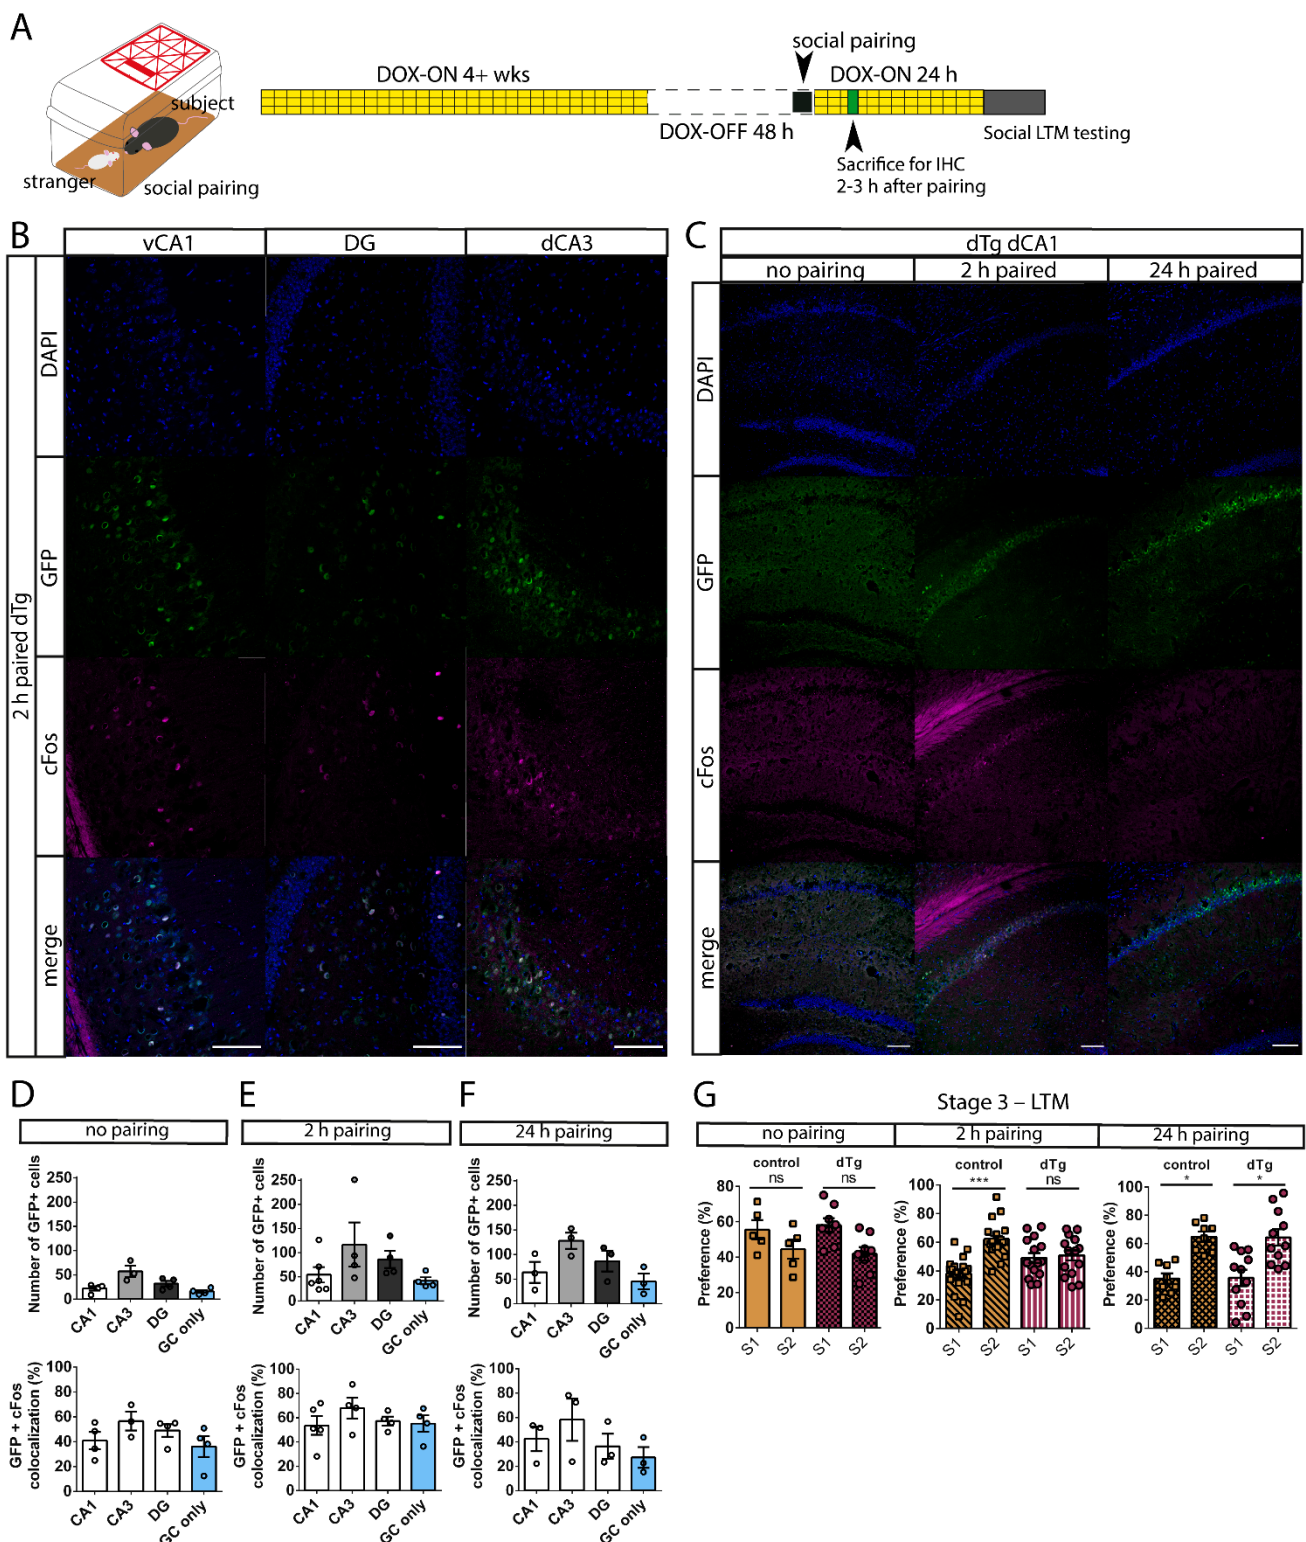 A
subject
stranger
social pairing
DOX-ON 4+ wks
DOX-OFF 48 h
social pairing
DOX-ON 24 h
Social LTM testing
Sacrifice for IHC
2-3 h after pairing
B
vCA1
DG
dCA3
2 h paired dTg
DAPI
GFP
cFos
merge
C
dTg dCA1
no pairing
2 h paired
24 h paired
DAPI
GFP
cFos
merge
D
no pairing
Number of GFP+ cells
250
200
150
100
50
0
CA1
CA3
DG
GC only
GFP + cFos
colocalization (%)
100
80
60
40
20
0
CA1
CA3
DG
GC only
E
2 h pairing
Number of GFP+ cells
250
200
150
100
50
0
CA1
CA3
DG
GC only
GFP + cFos
colocalization (%)
100
80
60
40
20
0
CA1
CA3
DG
GC only
F
24 h pairing
Number of GFP+ cells
250
200
150
100
50
0
CA1
CA3
DG
GC only
GFP + cFos
colocalization (%)
100
80
60
40
20
0
CA1
CA3
DG
GC only
G
Stage 3 – LTM
no pairing
control
ns
dTg
ns
Preference (%)
80
60
40
20
0
S1
S2
S1
S2
2 h pairing
control
***
dTg
ns
Preference (%)
100
80
60
40
20
0
S1
S2
S1
S2
24 h pairing
control
*
dTg
*
Preference (%)
100
80
60
40
20
0
S1
S2
S1
S2